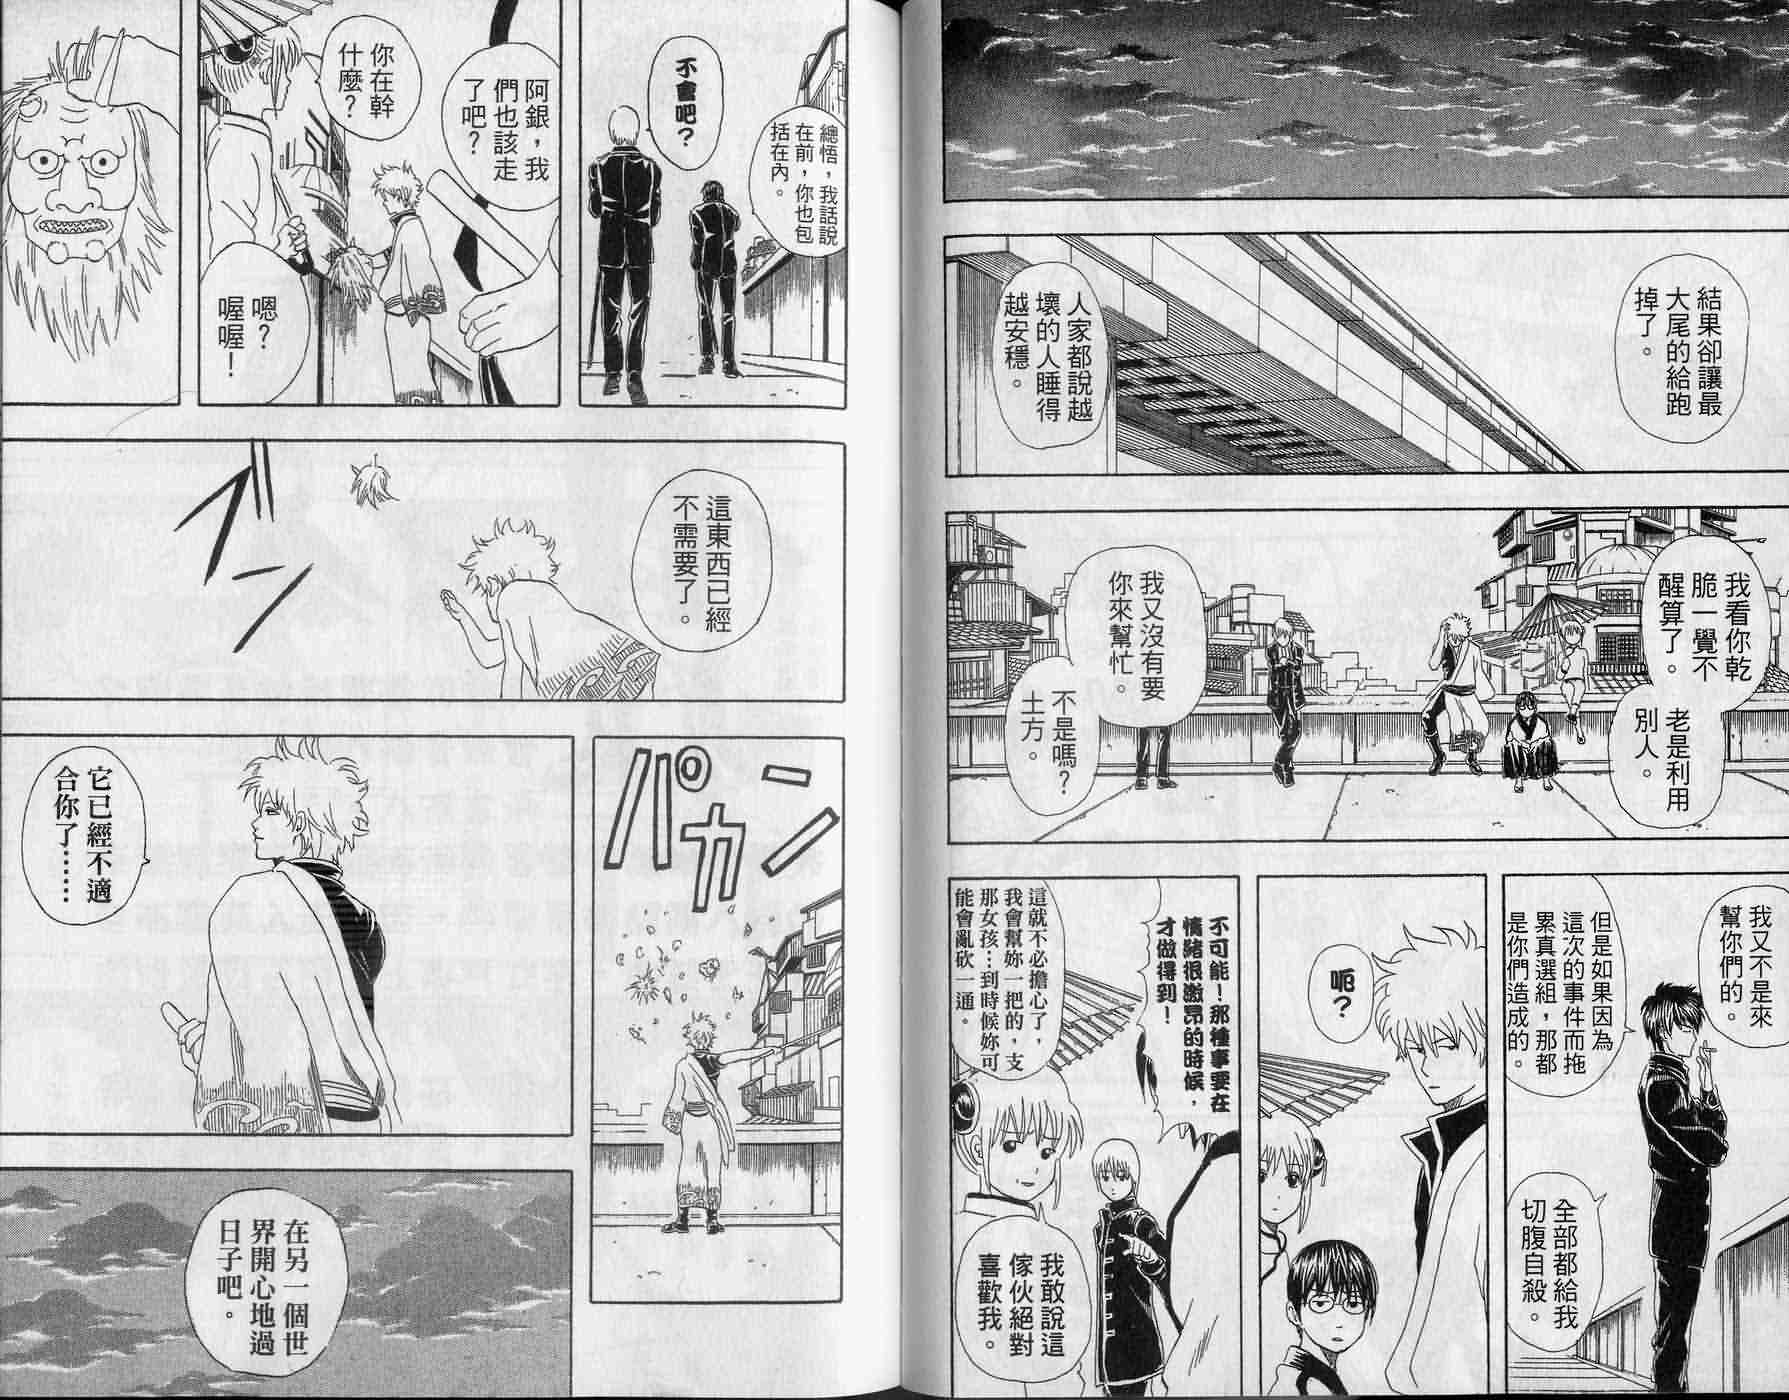 結果卻讓最
大尾的給跑
掉了。
人家都說越
壞的人睡得
越安穩。
我看你乾
脆一覺不
醒算了。
老是利用
別人。
我又沒有要
你來幫忙。
不是嗎？
土方。
我又不是來
幫你們的。
但是如果因為
這次的事件而拖
累真選組，那都
是你們造成的。
全部都給我
切腹自殺。
呃？
不可能！那種事要在
情緒很激昂的時候，
才做得到！
這就不必擔心了，
我會幫妳一把的，支
那女孩…到時候妳可
能會亂砍一通。
我敢說這
傢伙絕對
喜歡我。
總悟，我話說
在前，你也包
括在內。
不會吧？
阿銀，我
們也該走
了吧？
你在幹
什麼？
嗯？
喔喔！
這東西已經
不需要了。
パカーン
它已經不適
合你了……
在另一個世
界開心地過
日子吧。